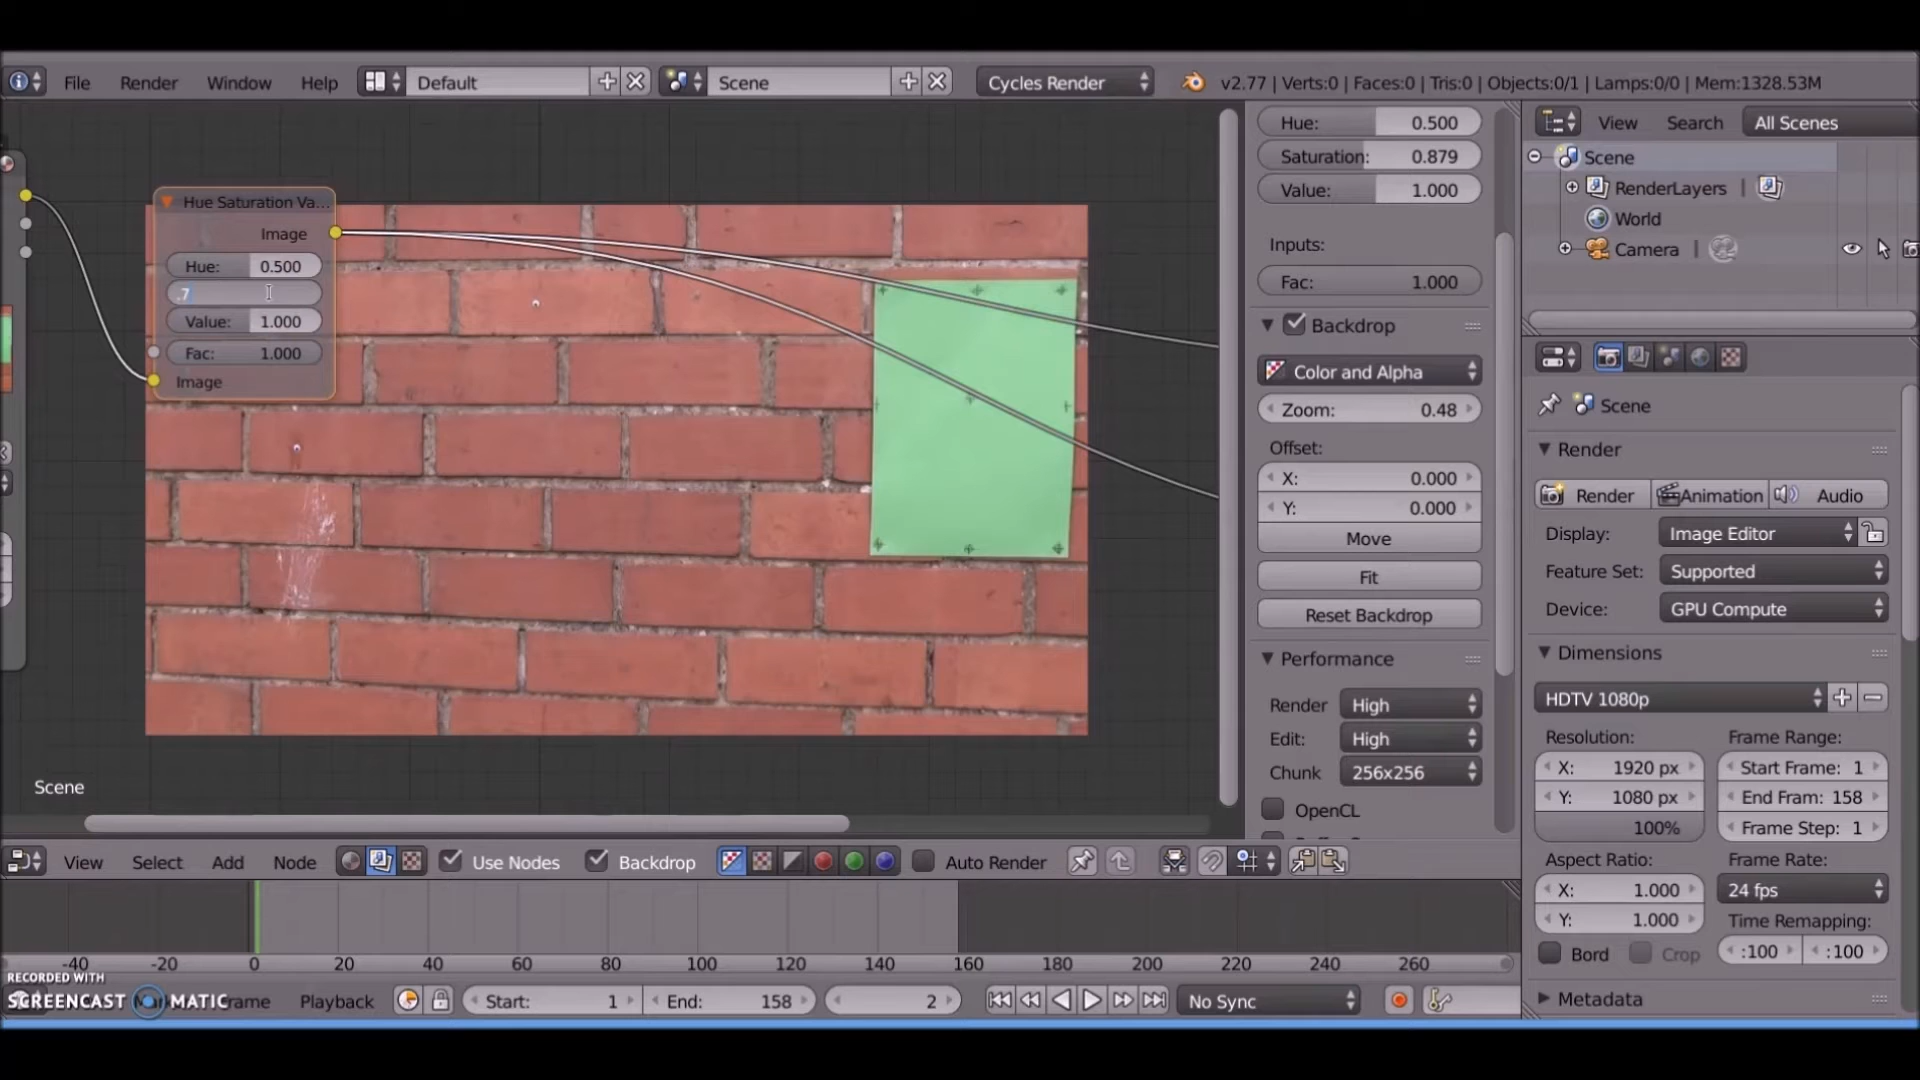 File Render Window Help Default Scene Cycles Render v2.77 | Verts:0 | Faces:0 | Tris:0 | Objects:0/1 | Lamps:0/0 | Mem:1328.53M
Hue Saturation Va...
Image
Hue: 0.500
.7
Value: 1.000
Fac: 1.000
Image
Scene
Hue: 0.500
Saturation: 0.879
Value: 1.000
Inputs:
Fac: 1.000
Backdrop
Color and Alpha
Zoom: 0.48
Offset:
X: 0.000
Y: 0.000
Move
Fit
Reset Backdrop
Performance
Render High
Edit: High
Chunk 256x256
OpenCL
View Search All Scenes
Scene
RenderLayers |
World
Camera |
Scene
Render
Render Animation Audio
Display: Image Editor
Feature Set: Supported
Device: GPU Compute
Dimensions
HDTV 1080p
Resolution: Frame Range:
X: 1920 px Start Frame: 1
Y: 1080 px End Fram: 158
100% Frame Step: 1
Aspect Ratio: Frame Rate:
X: 1.000 24 fps
Y: 1.000 Time Remapping:
Bord Crop :100 :100
Metadata
View Select Add Node Use Nodes Backdrop Auto Render
-40 -20 0 20 40 60 80 100 120 140 160 180 200 220 240 260
RECORDED WITH
SCREENCAST MATIC
Frame Playback Start: 1 End: 158 2 No Sync